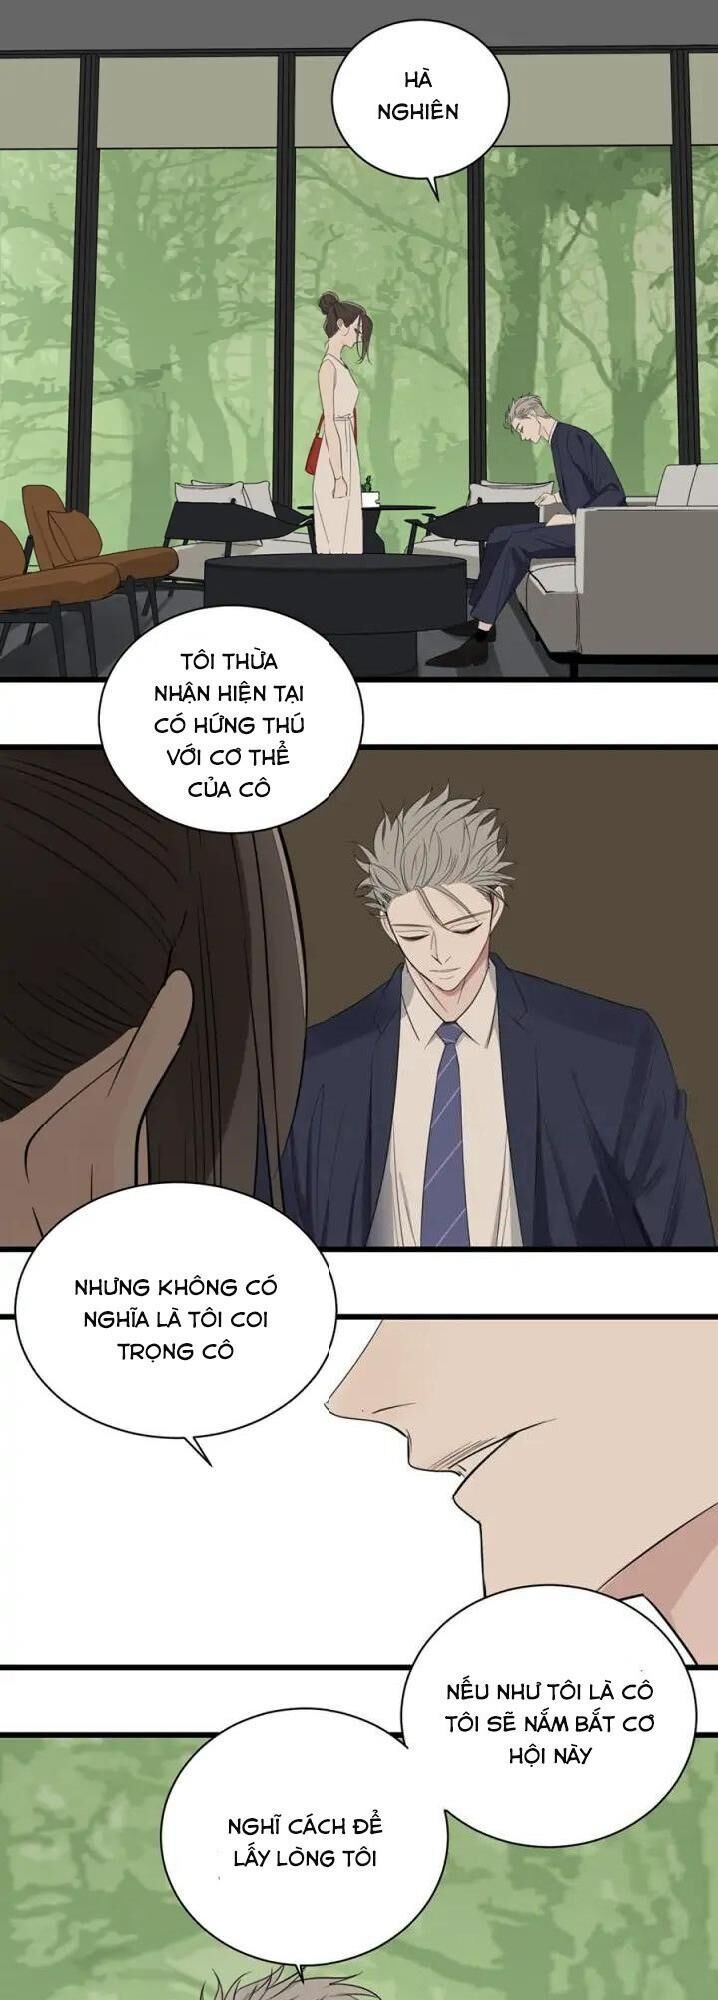 HÀ
NGHIÊN
TÔI THỪA
NHẬN HIỆN TẠI
CÓ HỨNG THÚ
VỚI CƠ THỂ
CỦA CÔ
NHƯNG KHÔNG CÓ
NGHĨA LÀ TÔI COI
TRỌNG CÔ
NẾU NHƯ TÔI LÀ CÔ
TÔI SẼ NẮM BẮT CƠ
HỘI NÀY
NGHĨ CÁCH ĐỂ
LẤY LÒNG TÔI